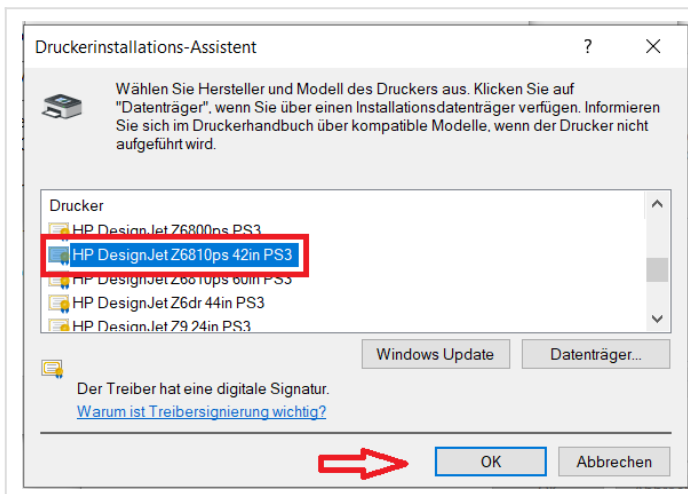 Druckerinstallations-Assistent
Wählen Sie Hersteller und Modell des Druckers aus. Klicken Sie auf
"Datenträger", wenn Sie über einen Installationsdatenträger verfügen. Informieren
Sie sich im Druckerhandbuch über kompatible Modelle, wenn der Drucker nicht
aufgeführt wird.
Drucker
HP DesignJet Z6800ps PS3
HP DesignJet Z6810ps 42in PS3
HP DesignJet Z6810ps 60in PS3
HP DesignJet Z6dr 44in PS3
HP DesignJet Z9 24in PS3
Windows Update
Datenträger...
Der Treiber hat eine digitale Signatur.
Warum ist Treibersignierung wichtig?
OK
Abbrechen